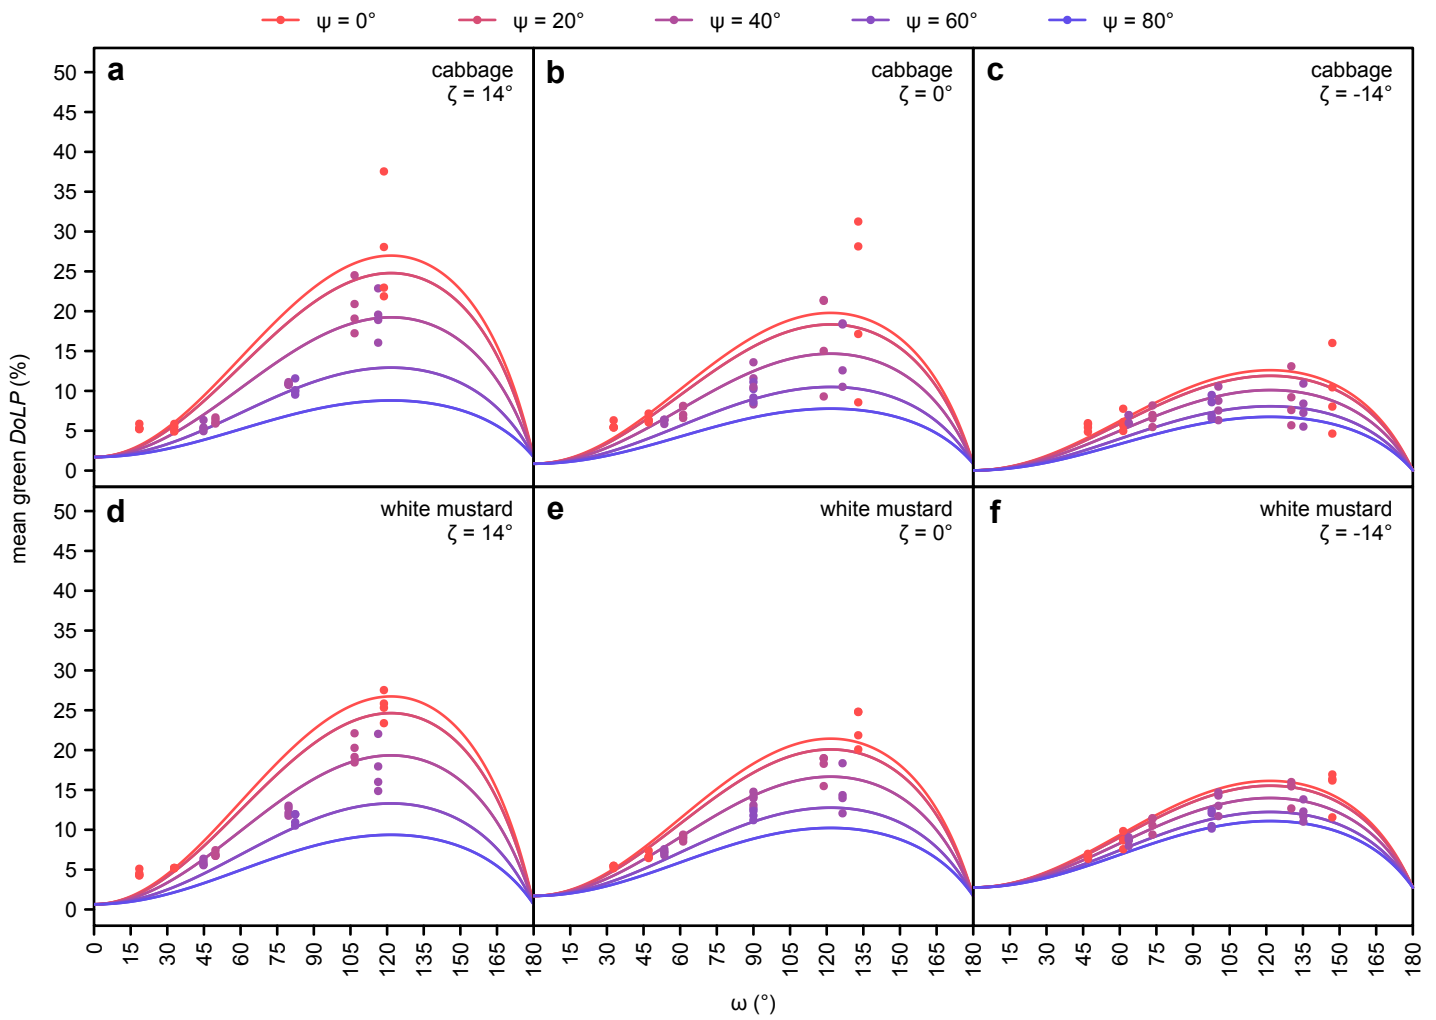 ψ = 0° ψ = 20° ψ = 40° ψ = 60° ψ = 80°
a cabbage
ζ = 14°
b cabbage
ζ = 0°
c cabbage
ζ = -14°
50
45
40
35
30
25
20
15
10
5
0
mean green DoLP (%)
d white mustard
ζ = 14°
e white mustard
ζ = 0°
f white mustard
ζ = -14°
50
45
40
35
30
25
20
15
10
5
0
0 15 30 45 60 75 90 105 120 135 150 165 180 15 30 45 60 75 90 105 120 135 150 165 180 15 30 45 60 75 90 105 120 135 150 165 180
ω (°)